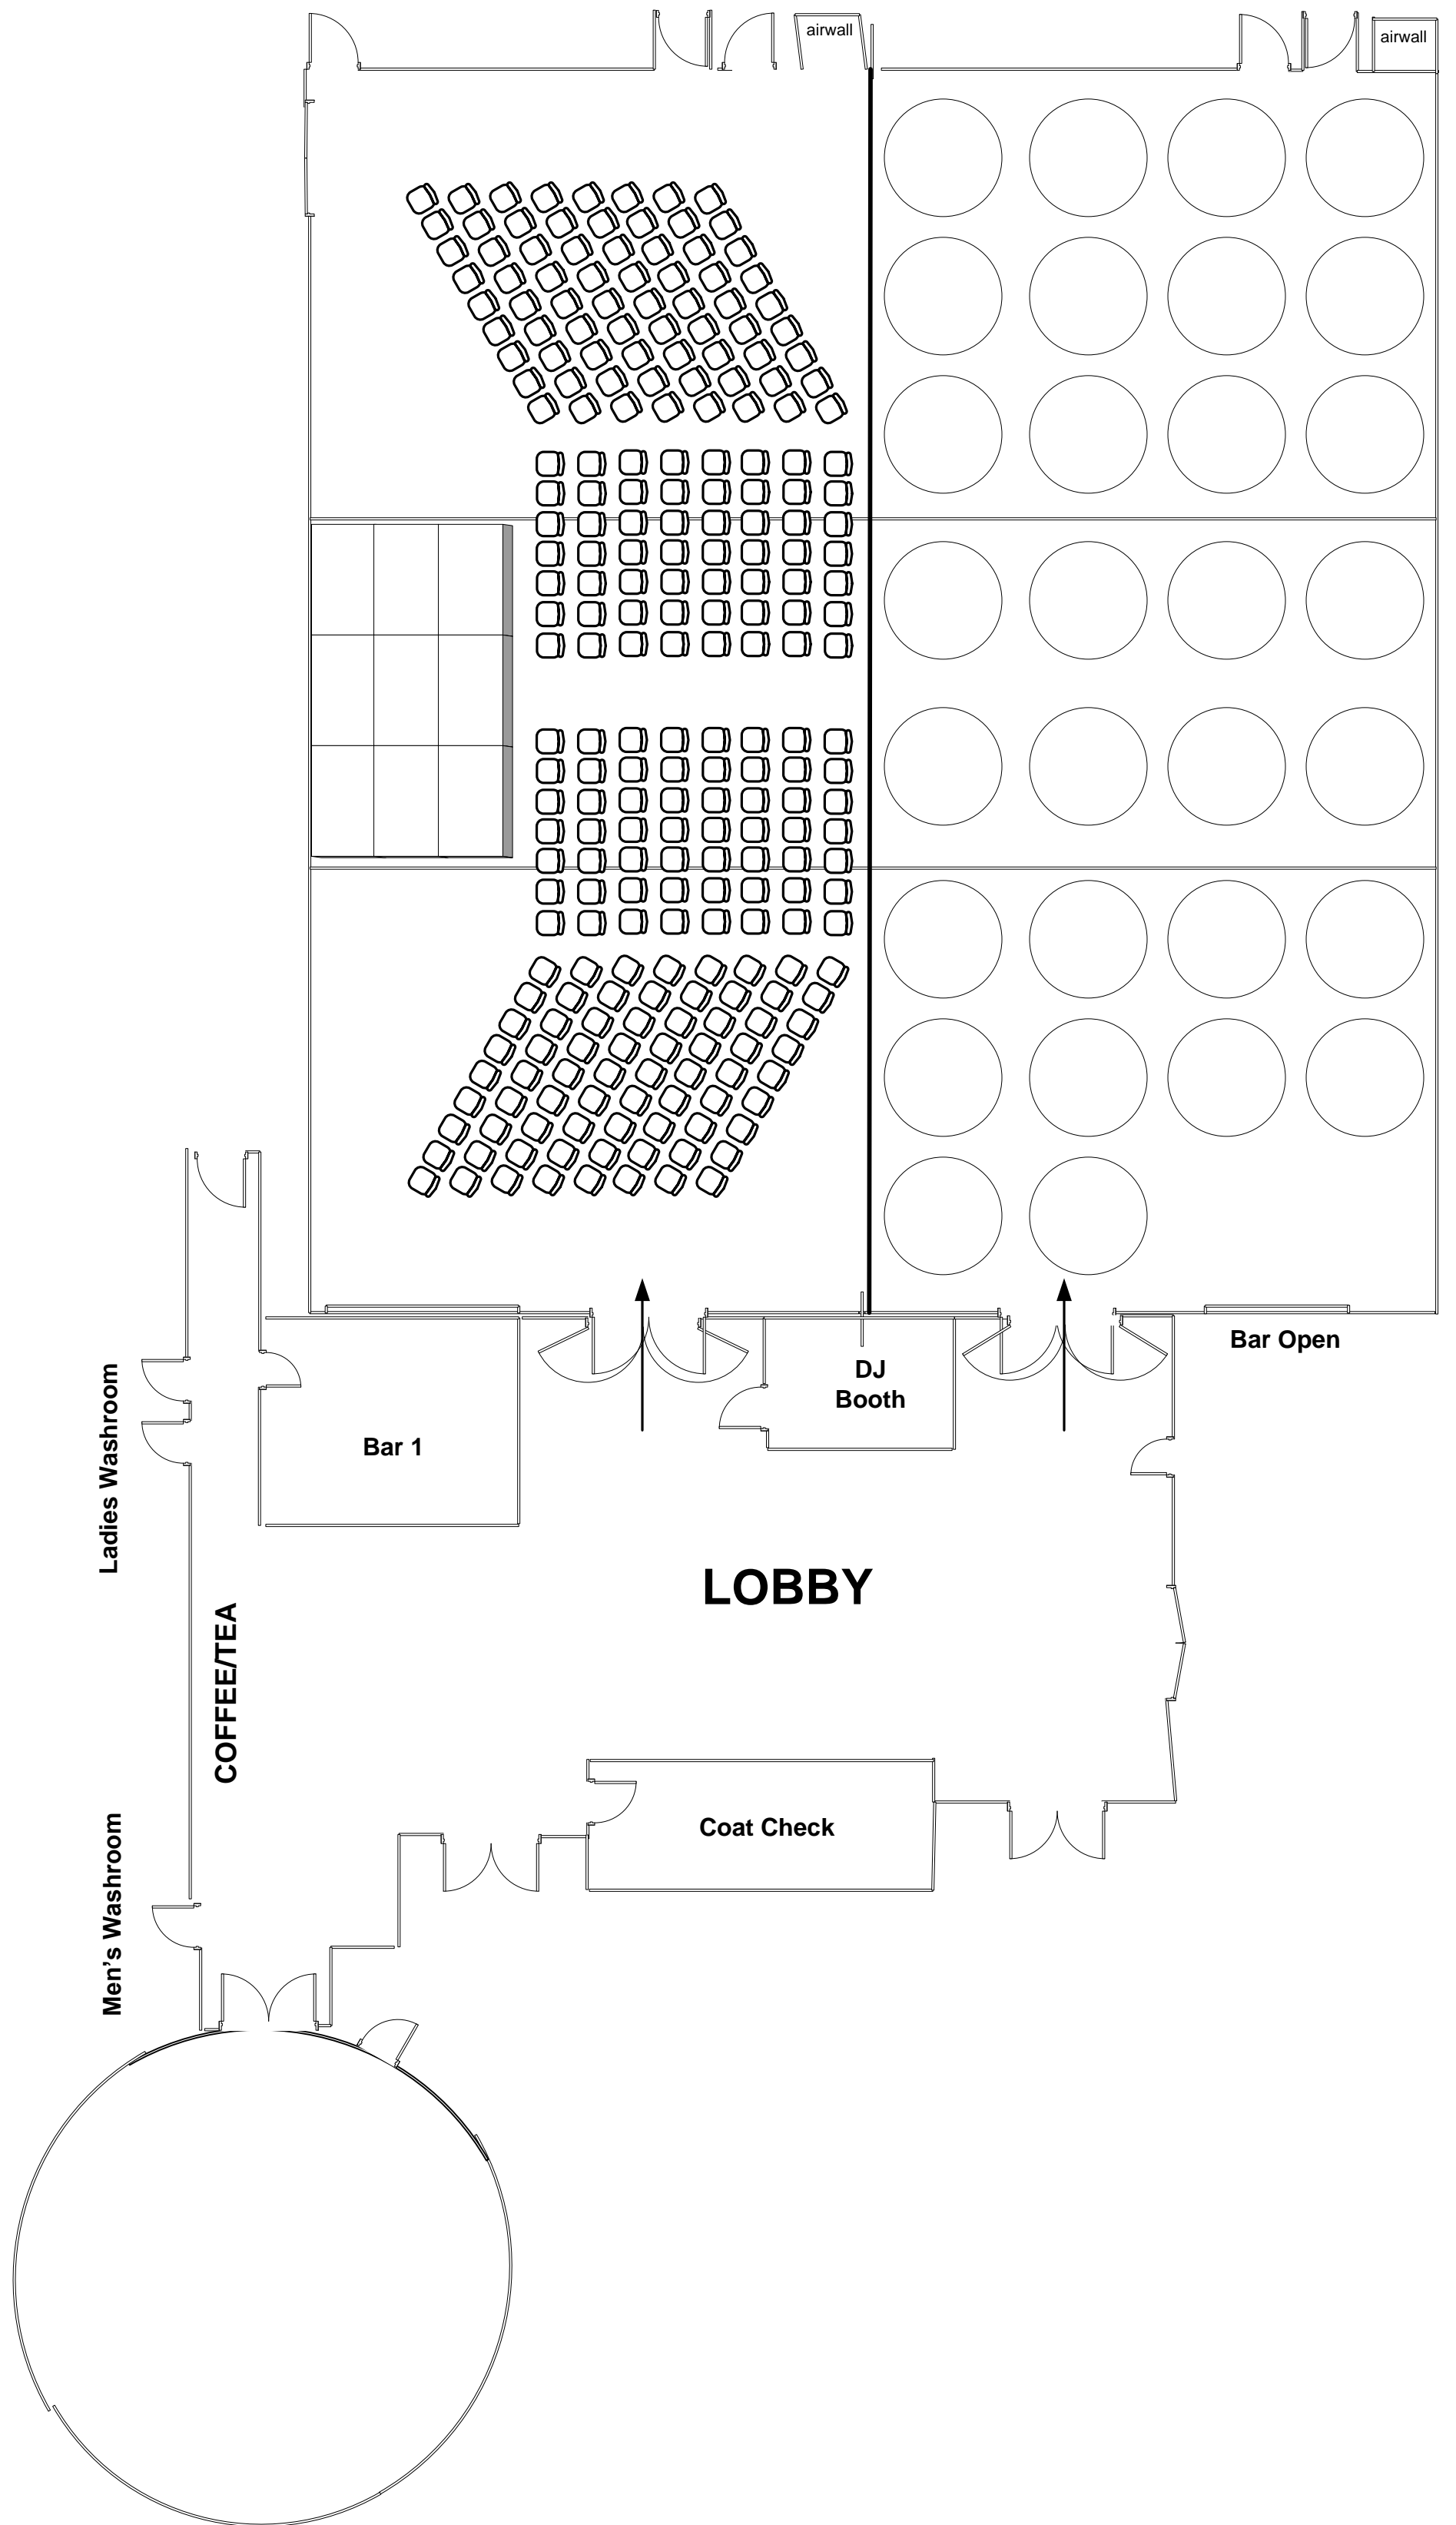 airwall
airwall
Bar Open
DJ
Booth
Bar 1
Ladies Washroom
LOBBY
COFFEE/TEA
Coat Check
Men’s Washroom